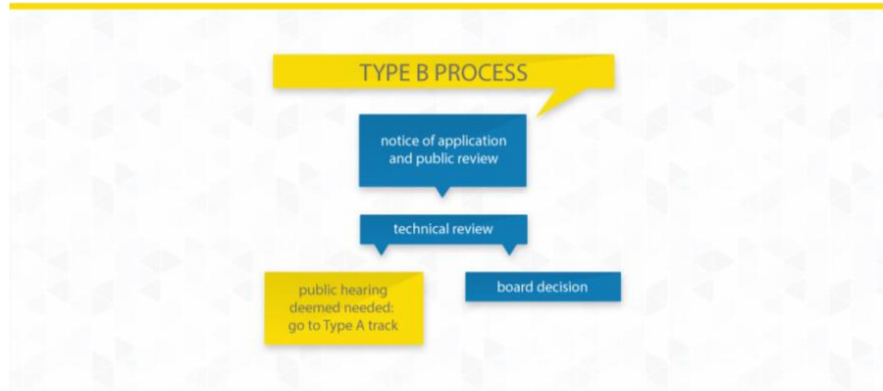 TYPE B PROCESS
notice of application
and public review
technical review
public hearing
deemed needed:
go to Type A track
board decision